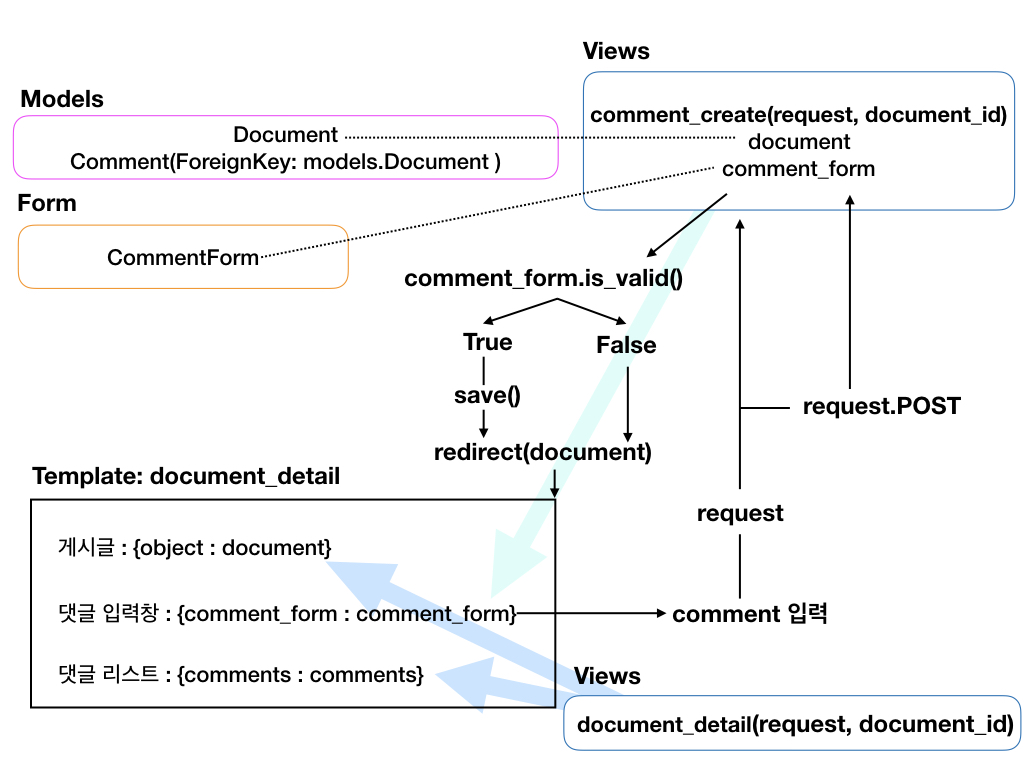 Views
comment_create(request, document_id)
document
comment_form
Models
Document
Comment(ForeignKey: models.Document )
Form
CommentForm
comment_form.is_valid()
True
False
save()
redirect(document)
request.POST
request
Template: document_detail
게시글 : {object : document}
댓글 입력창 : {comment_form : comment_form}
comment 입력
댓글 리스트 : {comments : comments}
Views
document_detail(request, document_id)